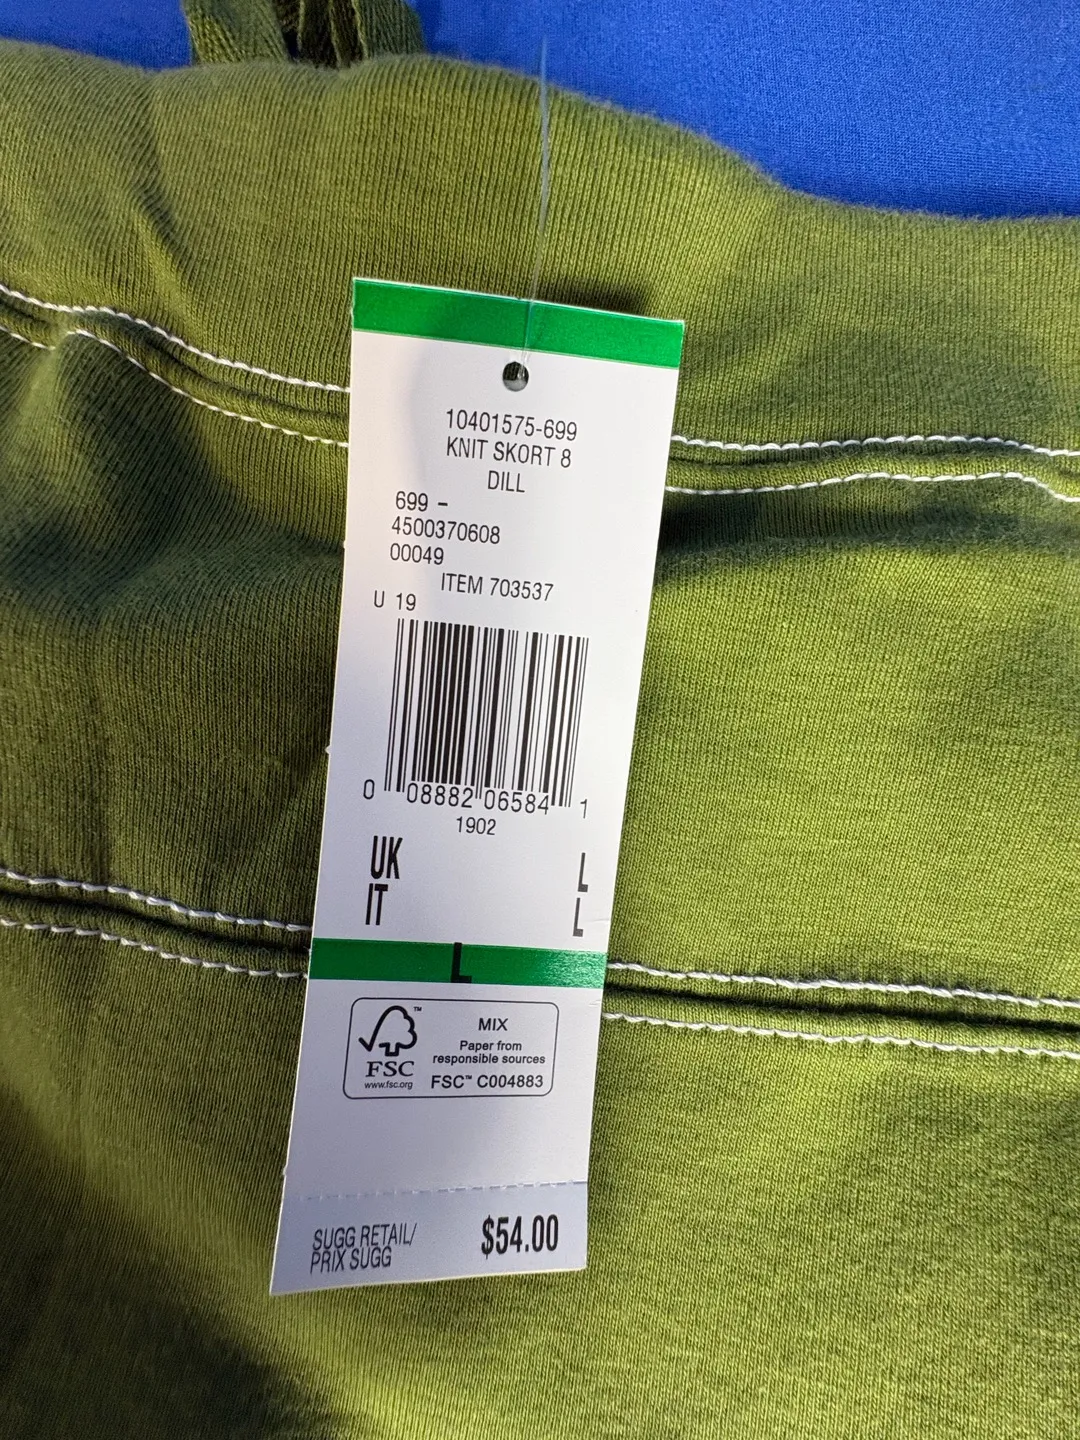 10401575-699
KNIT SKORT 8
DILL
699 -
4500370608
00049
ITEM 703537
U 19
0 08882 06584 1
1902
UK L
IT L
L
FSC™
www.fsc.org
MIX
Paper from
responsible sources
FSC™ C004883
SUGG RETAIL/
PRIX SUGG
$54.00